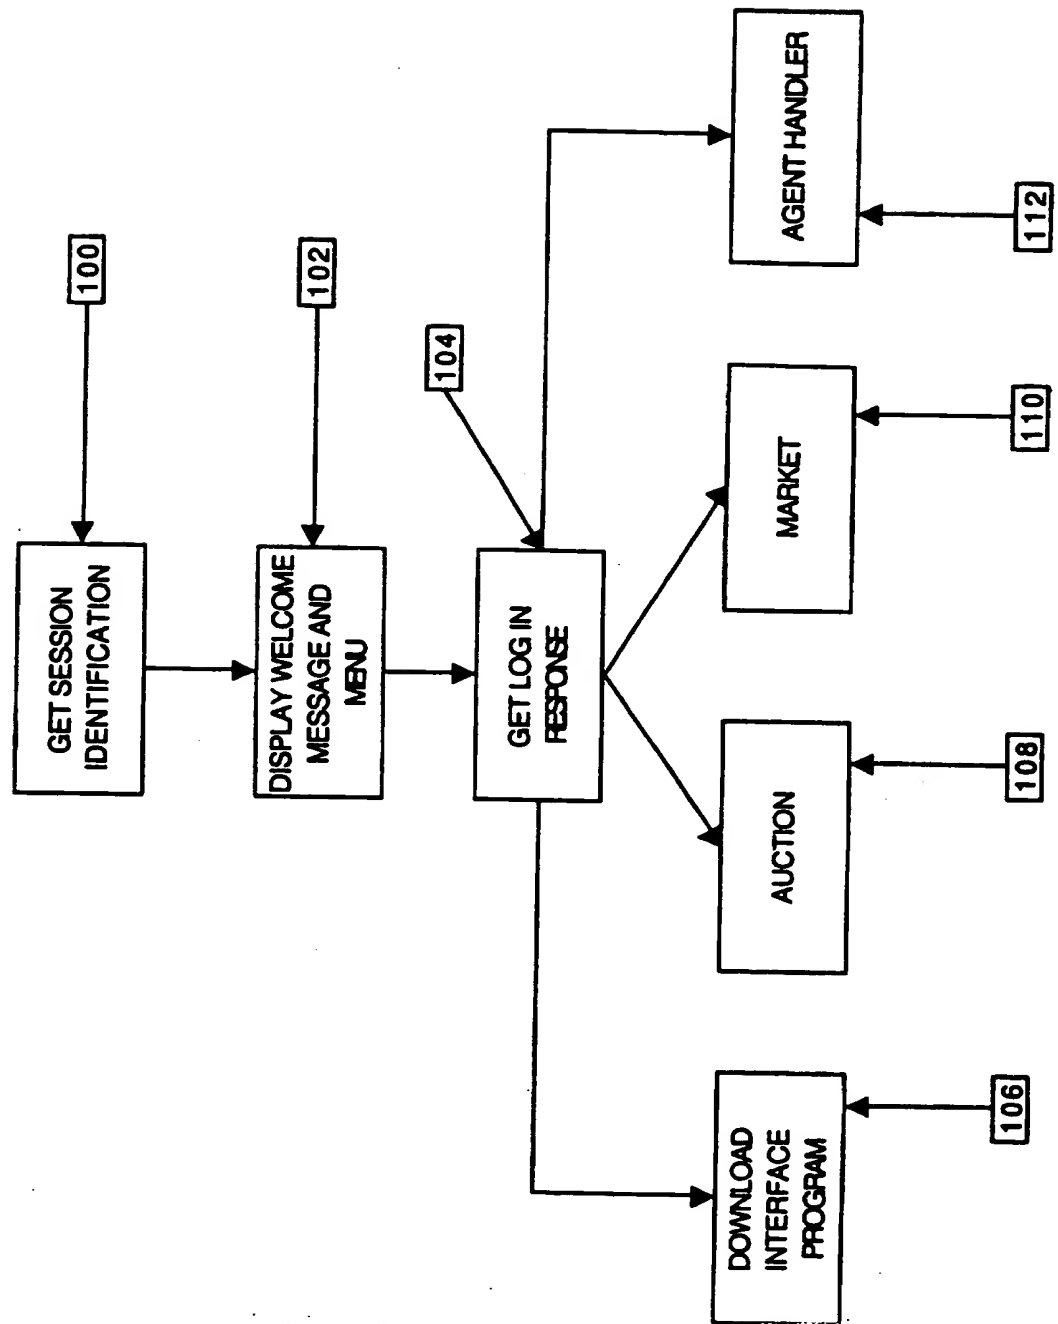 100
GET SESSION
IDENTIFICATION
102
DISPLAY WELCOME
MESSAGE AND
MENU
104
GET LOG IN
RESPONSE
DOWNLOAD
INTERFACE
PROGRAM
AUCTION
MARKET
AGENT HANDLER
106
108
110
112